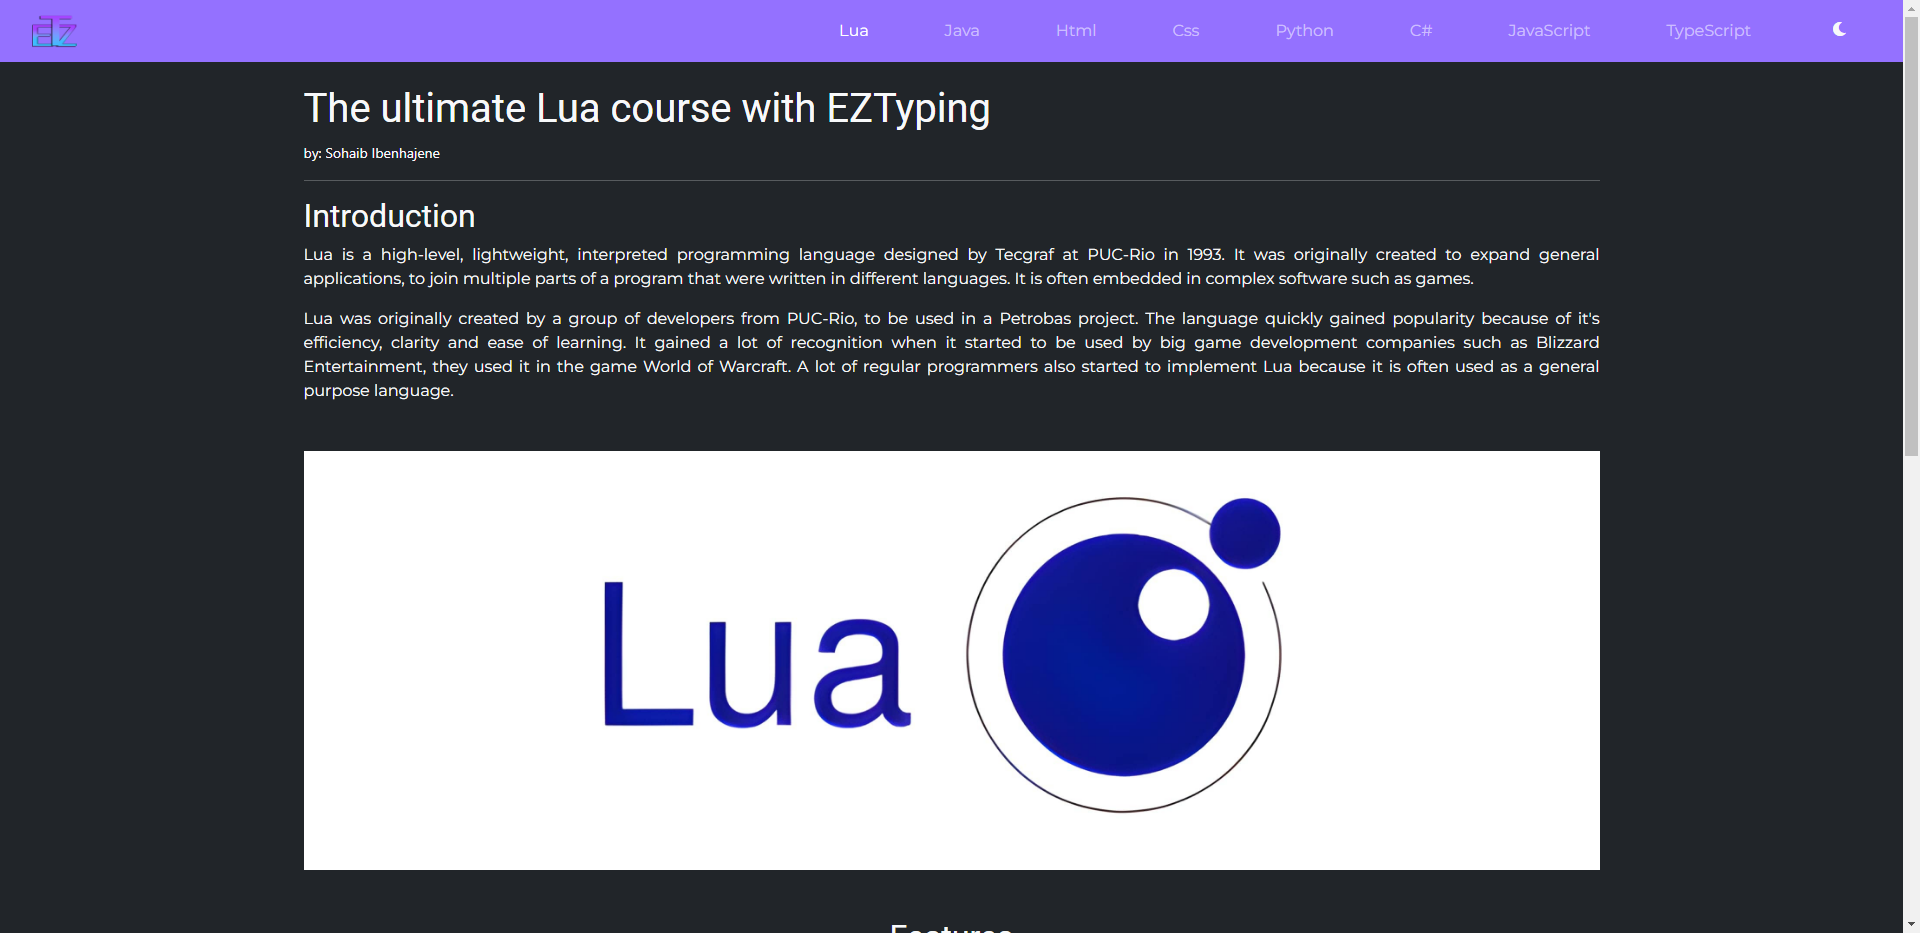 ETZ
Lua Java Html Css Python C# JavaScript TypeScript
The ultimate Lua course with EZTyping
by: Sohaib Ibenhajene
Introduction
Lua is a high-level, lightweight, interpreted programming language designed by Tecgraf at PUC-Rio in 1993. It was originally created to expand general
applications, to join multiple parts of a program that were written in different languages. It is often embedded in complex software such as games.
Lua was originally created by a group of developers from PUC-Rio, to be used in a Petrobas project. The language quickly gained popularity because of it's
efficiency, clarity and ease of learning. It gained a lot of recognition when it started to be used by big game development companies such as Blizzard
Entertainment, they used it in the game World of Warcraft. A lot of regular programmers also started to implement Lua because it is often used as a general
purpose language.
Lua
Features